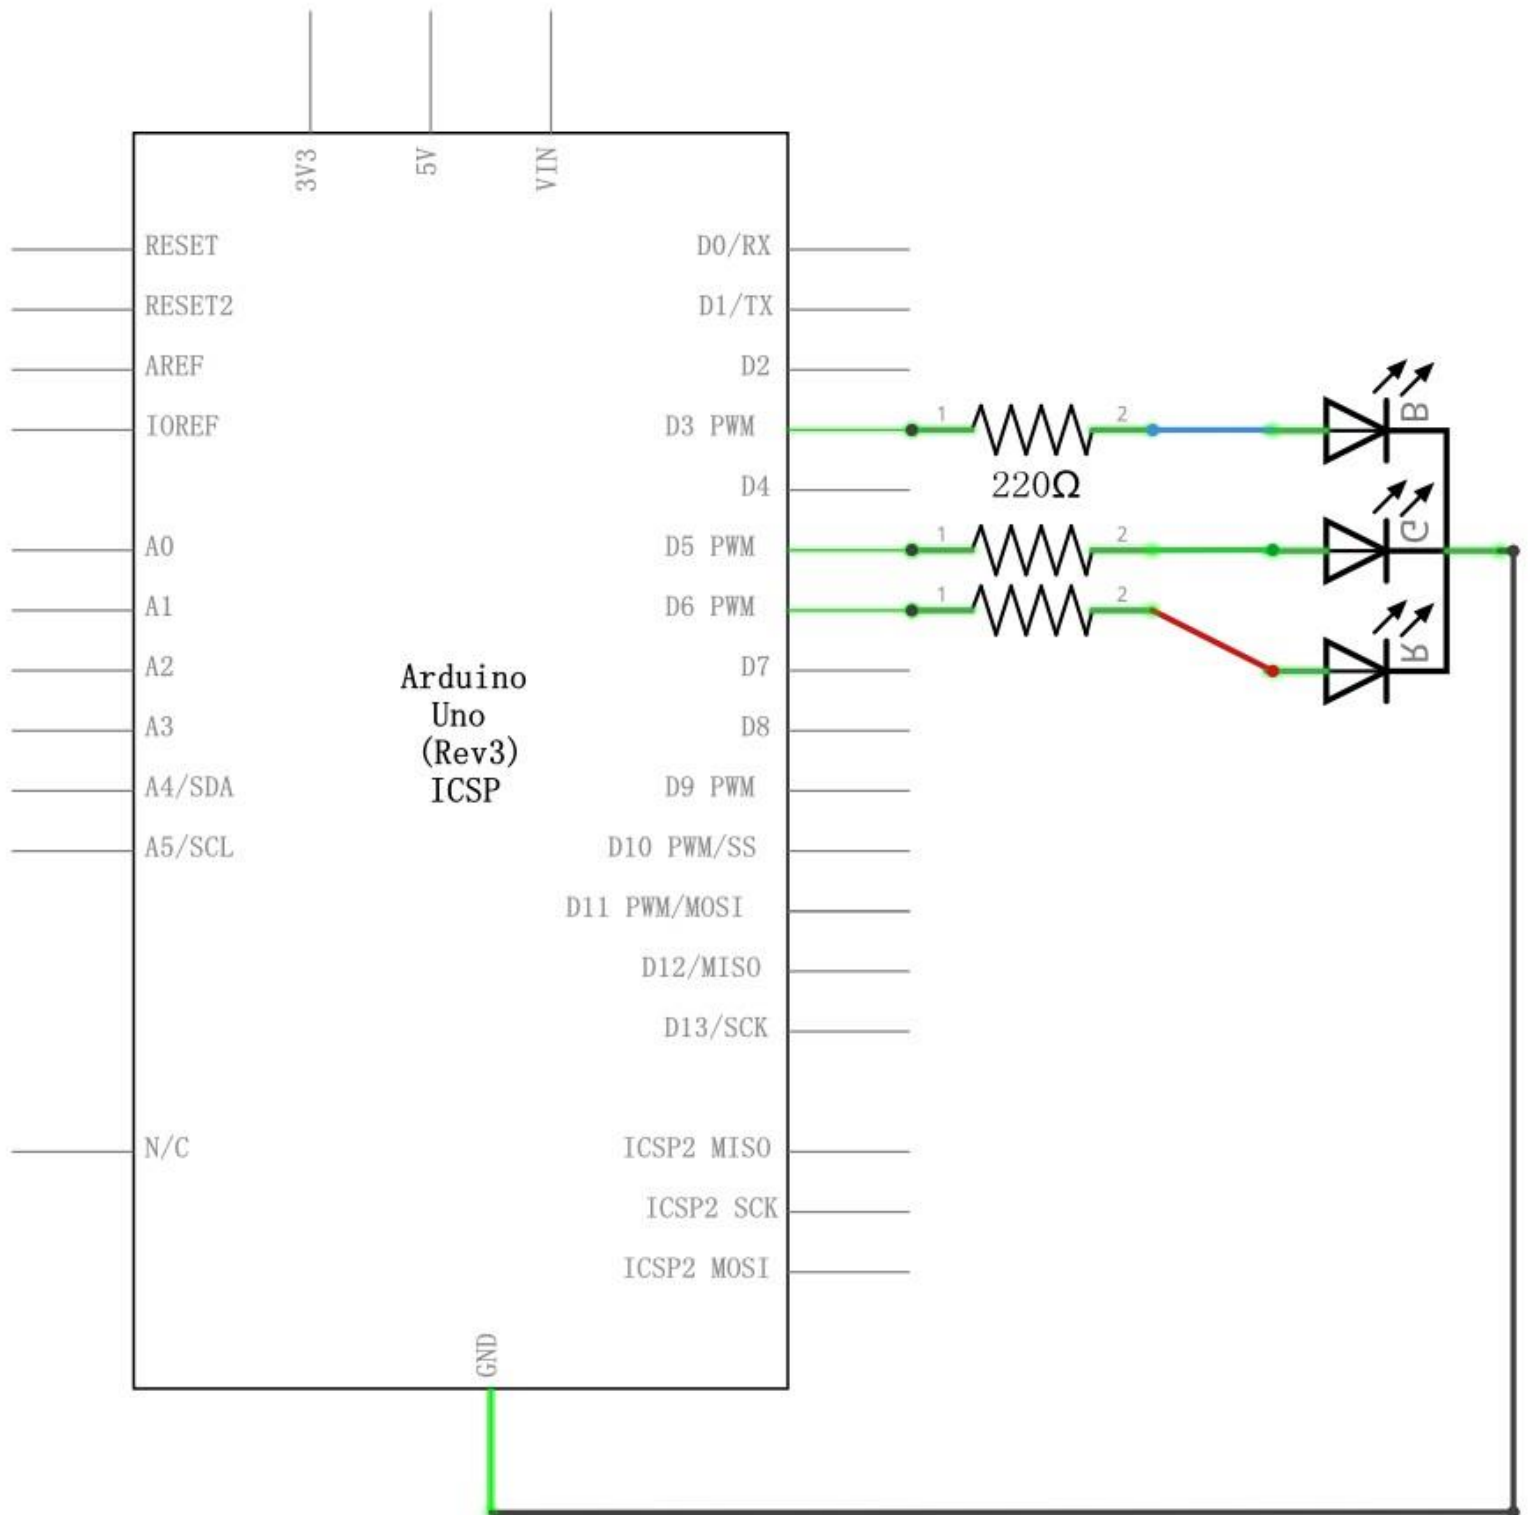 3V3
5V
VIN
RESET
RESET2
AREF
IOREF
A0
A1
A2
A3
A4/SDA
A5/SCL
N/C
Arduino
Uno
(Rev3)
ICSP
D0/RX
D1/TX
D2
D3 PWM
D4
D5 PWM
D6 PWM
D7
D8
D9 PWM
D10 PWM/SS
D11 PWM/MOSI
D12/MISO
D13/SCK
ICSP2 MISO
ICSP2 SCK
ICSP2 MOSI
GND
1 2
220Ω
1 2
1 2
B
G
R